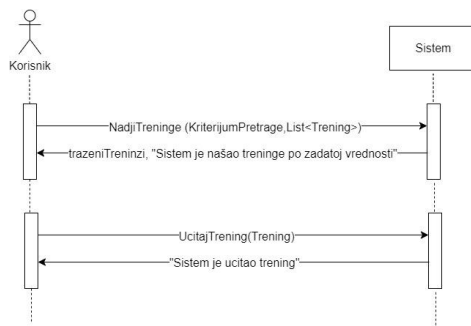 Korisnik
Sistem
NadjiTreninge (KriterijumPretrage,List<Trening>)
trazeniTreninzi, "Sistem je našao treninge po zadatoj vrednosti"
UcitajTrening(Trening)
"Sistem je ucitao trening"